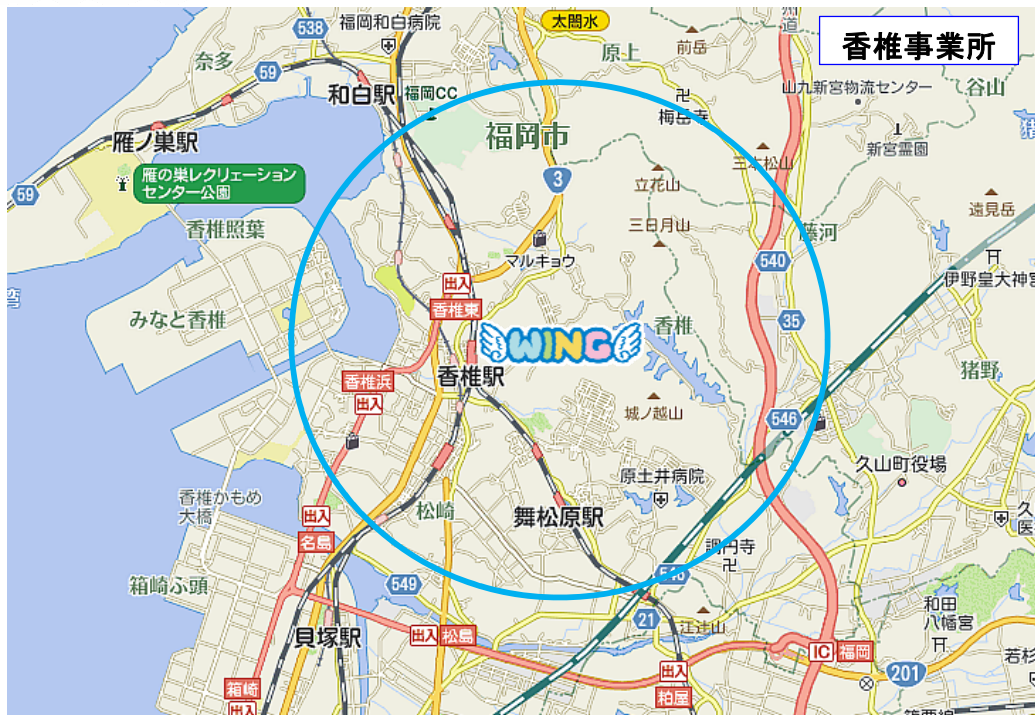 香椎事業所
538
福岡和白病院
太閤水
前岳
原上
奈多
59
和白駅
福岡CC
山九新宮物流センター
谷山
雁ノ巣駅
福岡市
梅岳寺
新宮霊園
雁の巣レクリエーション
センター公園
3
三本松山
立花山
59
遠見岳
香椎照葉
三日月山
藤河
マルキョウ
540
伊野皇大神宮
出入
香椎東
みなと香椎
35
香椎
WING
香椎駅
猪野
香椎浜
出入
城ノ越山
546
久山町役場
原土井病院
香椎かもめ
大橋
松崎
舞松原駅
出入
名島
調円寺
箱崎ふ頭
549
和田
八幡宮
21
江辻山
貝塚駅
出入
松島
IC
福岡
若杉
201
出入
粕屋
箱崎
出入